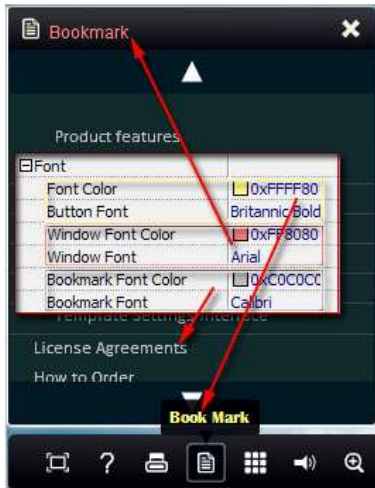 Bookmark
Product features
Font
Font Color 0xFFFF80
Button Font Britannic Bold
Window Font Color 0xFF8080
Window Font Arial
Bookmark Font Color 0xC0C0C0
Bookmark Font Calibri
Template Settings Interface
License Agreements
How to Order
Book Mark